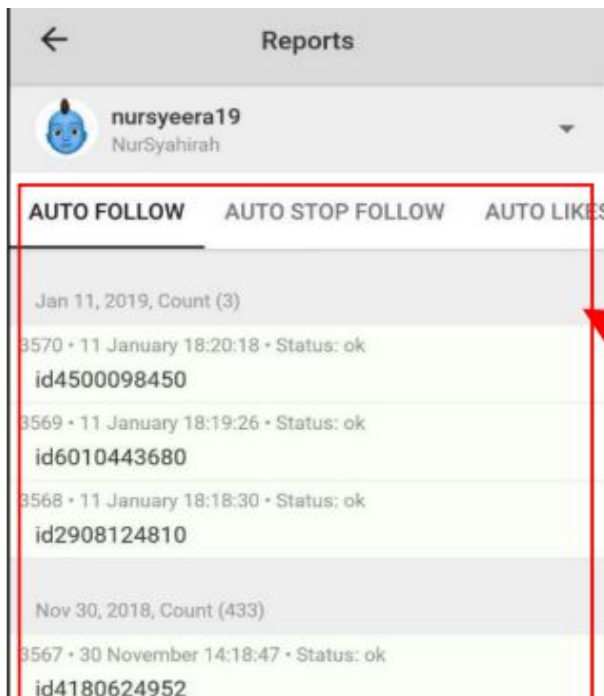 Reports
nursyeera19
NurSyahirah
AUTO FOLLOW AUTO STOP FOLLOW AUTO LIKES
Jan 11, 2019, Count (3)
3570 • 11 January 18:20:18 • Status: ok
id4500098450
3569 • 11 January 18:19:26 • Status: ok
id6010443680
3568 • 11 January 18:18:30 • Status: ok
id2908124810
Nov 30, 2018, Count (433)
3567 • 30 November 14:18:47 • Status: ok
id4180624952